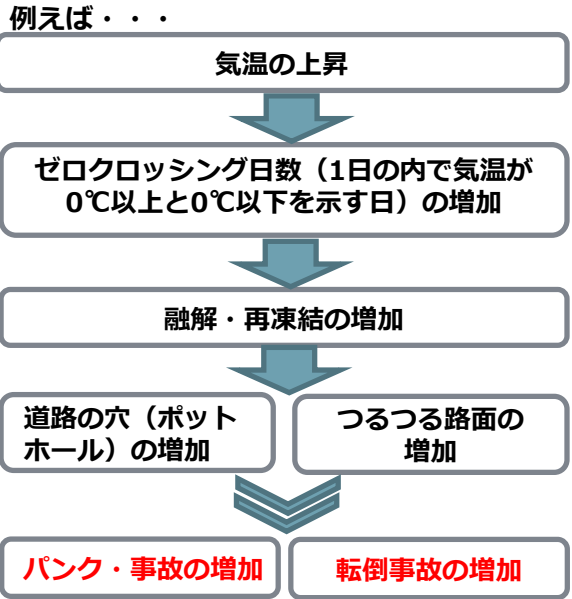 例えば・・・
気温の上昇
ゼロクロッシング日数（1日の内で気温が
0℃以上と0℃以下を示す日）の増加
融解・再凍結の増加
道路の穴（ポット
ホール）の増加
つるつる路面の
増加
パンク・事故の増加
転倒事故の増加